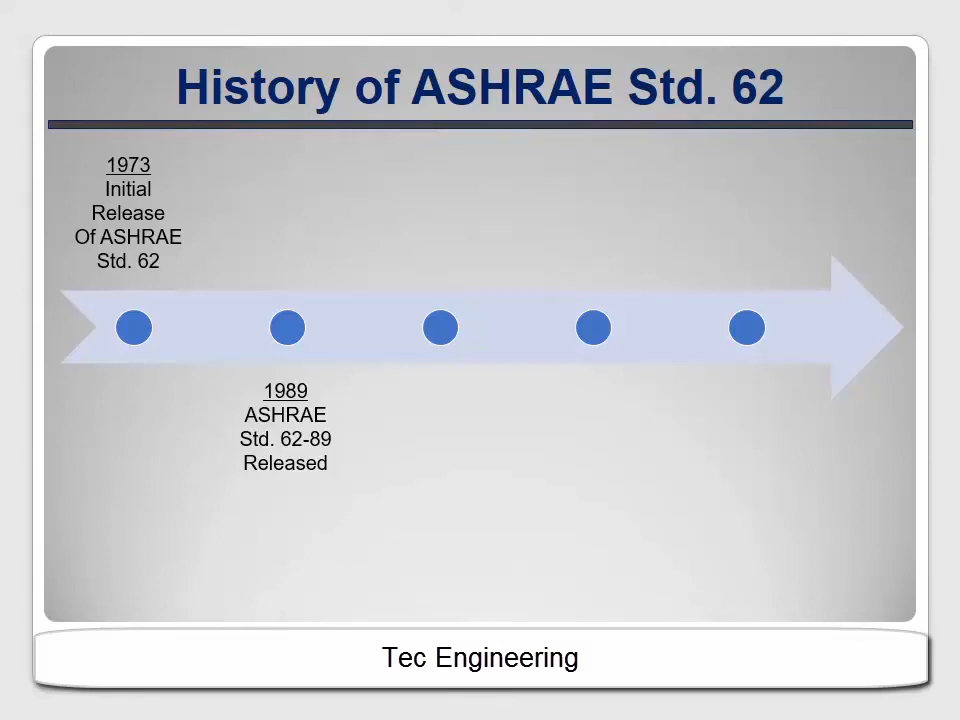 History of ASHRAE Std. 62
1973
Initial
Release
Of ASHRAE
Std. 62
1989
ASHRAE
Std. 62-89
Released
Tec Engineering